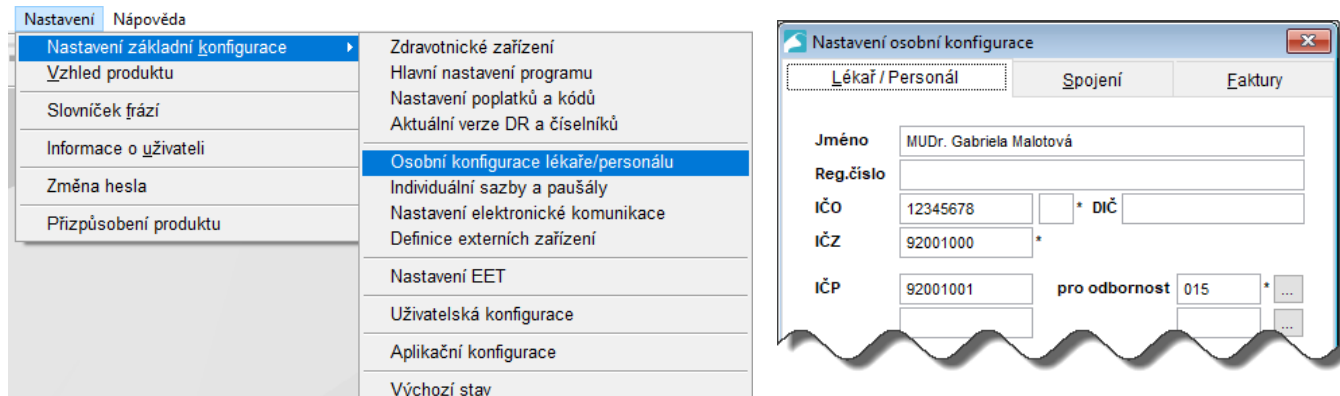 Nastavení Nápověda
Nastavení základní konfigurace
Vzhled produktu
Slovníček frází
Informace o uživateli
Změna hesla
Přizpůsobení produktu
Zdravotnické zařízení
Hlavní nastavení programu
Nastavení poplatků a kódů
Aktuální verze DR a číselníků
Osobní konfigurace lékaře/personálu
Individuální sazby a paušály
Nastavení elektronické komunikace
Definice externích zařízení
Nastavení EET
Uživatelská konfigurace
Aplikační konfigurace
Výchozí stav
Nastavení osobní konfigurace
Lékař / Personál Spojení Faktury
Jméno MUDr. Gabriela Malotová
Reg.číslo
IČO 12345678 * DIČ
IČZ 92001000 *
IČP 92001001 pro odbornost 015 * ...
...